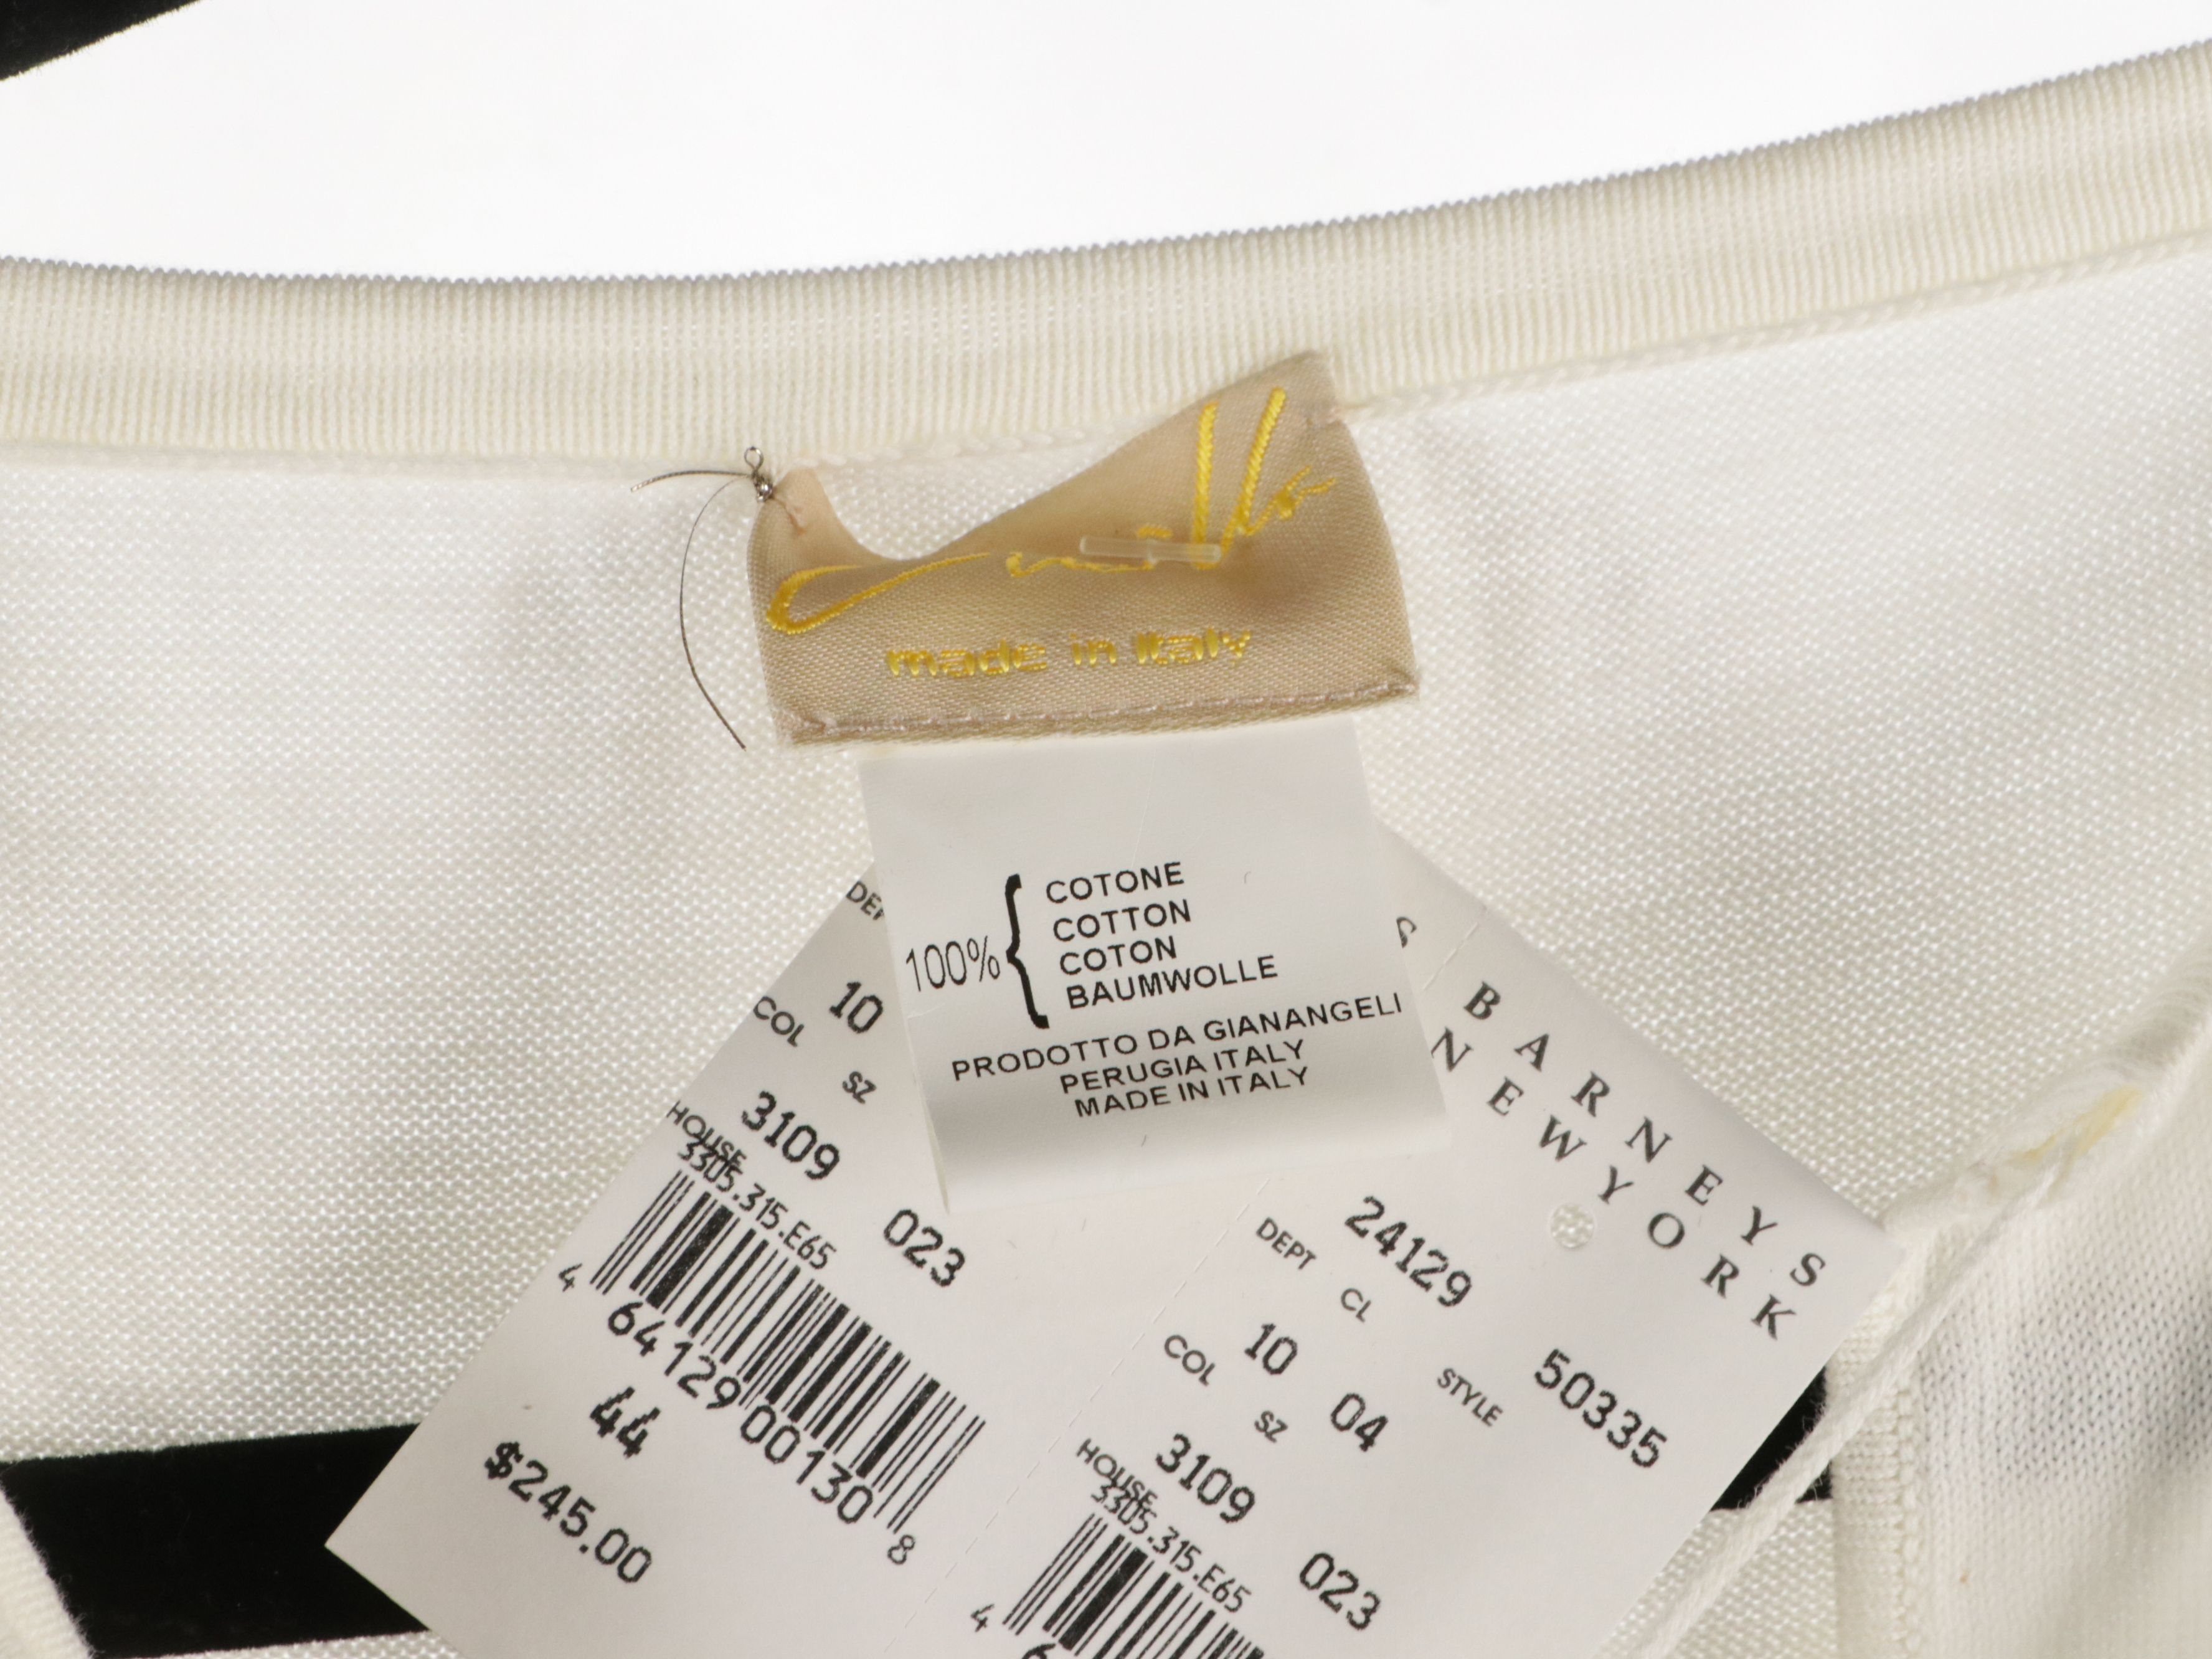 made in Italy
100% { COTONE
COTTON
COTON
BAUMWOLLE
PRODOTTO DA GIANANGELI
PERUGIA ITALY
MADE IN ITALY
10
COL
SZ
3109
HOUSE
023
3305.315.E65
4 64129 00130 8
44
$245.00
BARNEYS
NEW YORK
24129
DEPT
CL
50335
10
COL
04
STYLE
SZ
3109
HOUSE
023
3305.315.E65
4